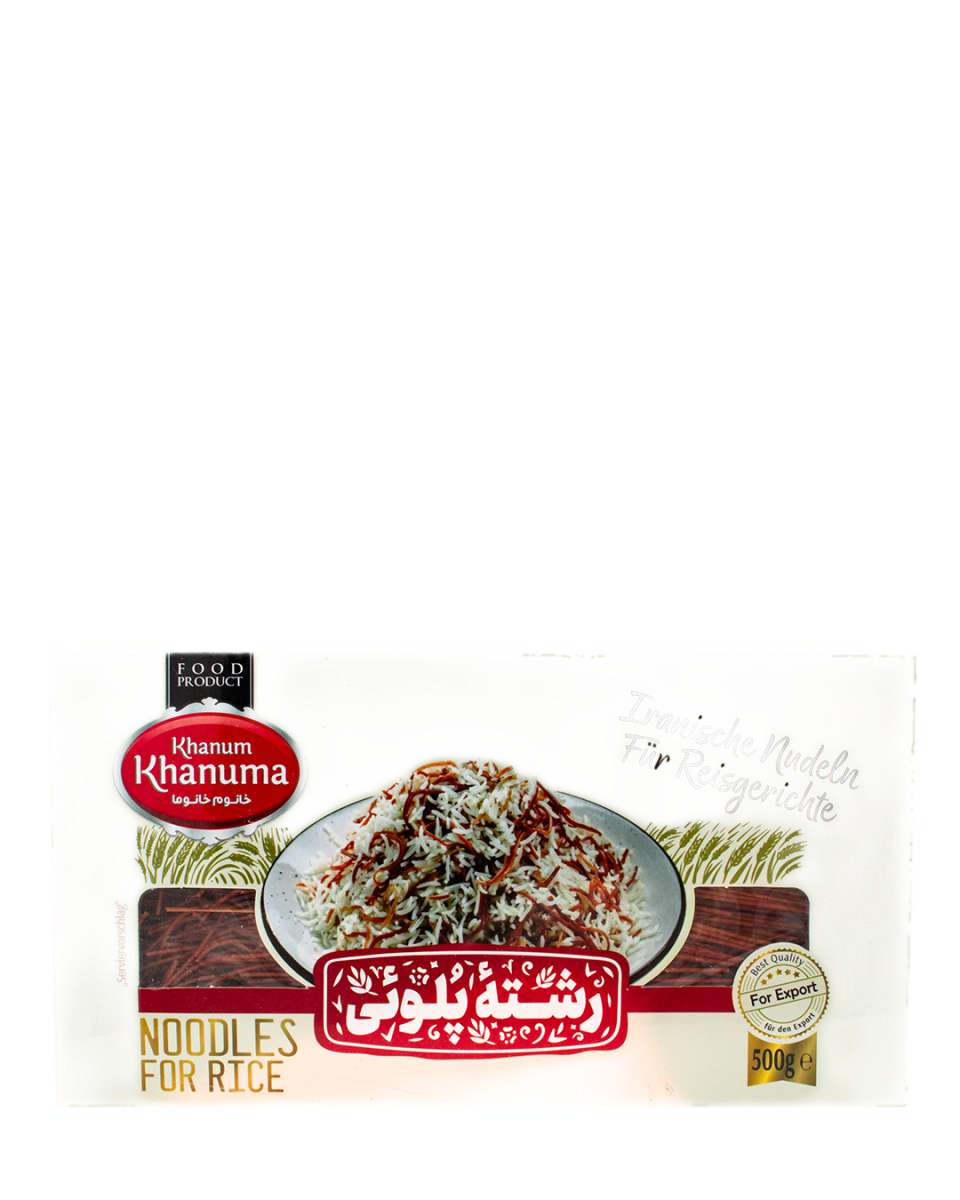 FOOD
PRODUCT
Khanum
Khanuma
خانوم خانوما
Iranische Nudeln
Für Reisgerichte
„Serviervorschlag“
رشتهٔ پلوئی
NOODLES
FOR RICE
Best Quality
For Export
für den Export
500g ℮